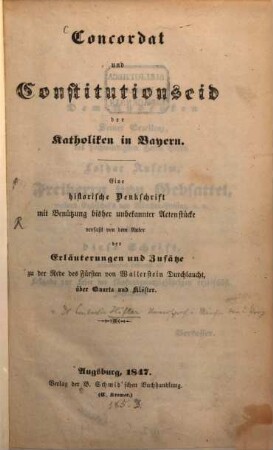 Concordat
und
Constitutionseid
der
Katholiken in Bayern.
Eine
historische Denkschrift
mit Benützung bisher unbekannter Actenstücke
verfaßt von dem Autor
der
Erläuterungen und Zusätze
zu der Rede des Fürsten von Wallerstein Durchlaucht,
über Quarte und Klöster.
Augsburg, 1847.
Verlag der B. Schmid'schen Buchhandlung.
(F. C. Kremer.)